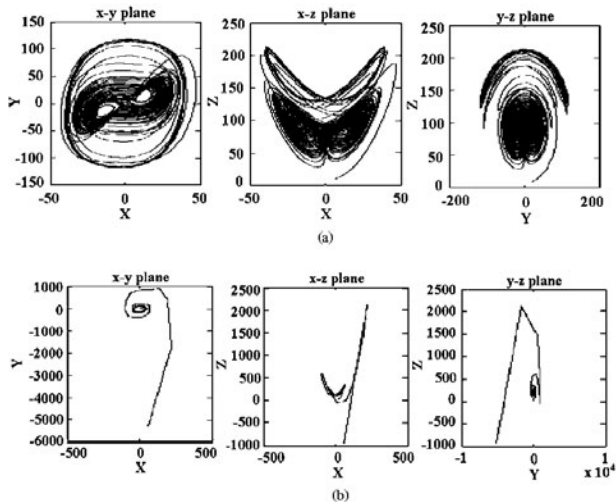 x-y plane
x-z plane
y-z plane
150
100
50
0
-50
-100
-150
Y
-50
0
50
X
250
200
150
100
50
0
Z
-50
0
50
X
250
200
150
100
50
0
Z
-200
0
200
Y
(a)
x-y plane
x-z plane
y-z plane
1000
0
-1000
-2000
-3000
-4000
-5000
-6000
Y
-500
0
500
X
2500
2000
1500
1000
500
0
-500
-1000
Z
-500
0
500
X
2500
2000
1500
1000
500
0
-500
-1000
Z
-1
0
1
Y
x 10⁴
(b)